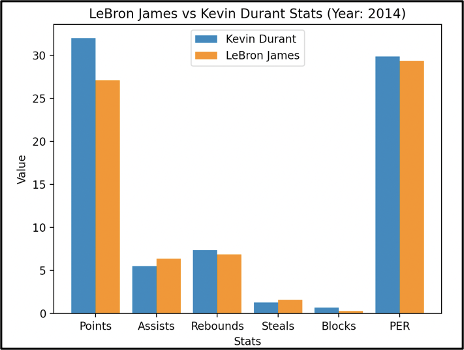 LeBron James vs Kevin Durant Stats (Year: 2014)
Kevin Durant
LeBron James
Value
30
25
20
15
10
5
0
Points Assists Rebounds Steals Blocks PER
Stats